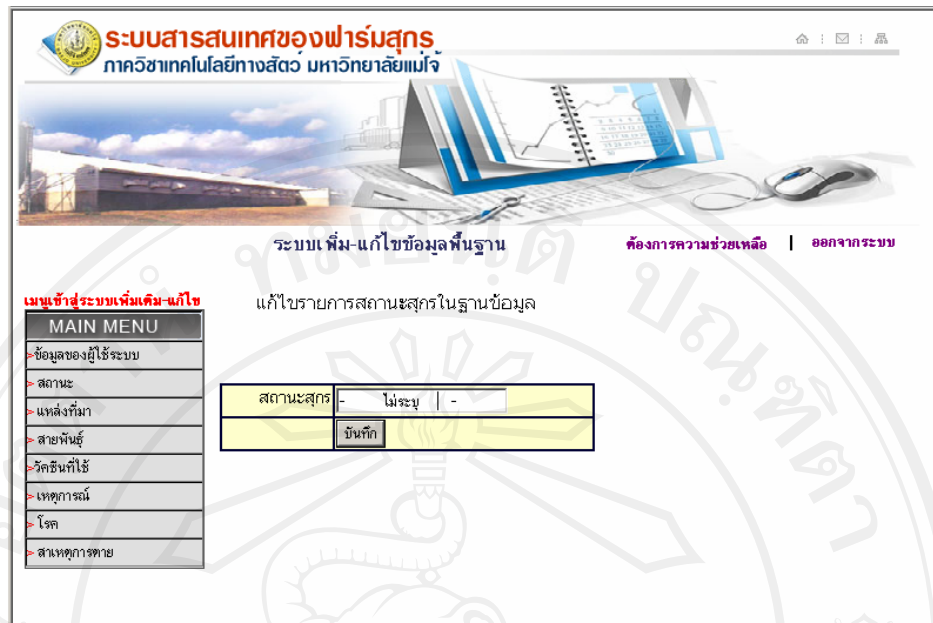 ระบบสารสนเทศของฟาร์มสุกร
ภาควิชาเทคโนโลยีทางสัตว์ มหาวิทยาลัยแม่โจ้
ระบบเพิ่ม-แก้ไขข้อมูลพื้นฐาน
ต้องการความช่วยเหลือ | ออกจากระบบ
เมนูเข้าสู่ระบบเพิ่มเติม-แก้ไข
แก้ไขรายการสถานะสุกรในฐานข้อมูล
MAIN MENU
>ข้อมูลของผู้ใช้ระบบ
> สถานะ
> แหล่งที่มา
> สายพันธุ์
>วัคซีนที่ใช้
> เหตุการณ์
> โรค
> สาเหตุการตาย
สถานะสุกร - ไม่ระบุ -
บันทึก